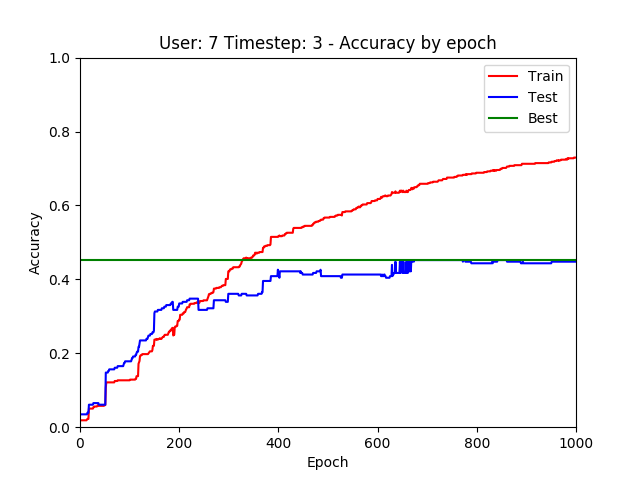 User: 7 Timestep: 3 - Accuracy by epoch
1.0
0.8
0.6
0.4
0.2
0.0
Accuracy
Train
Test
Best
0 200 400 600 800 1000
Epoch